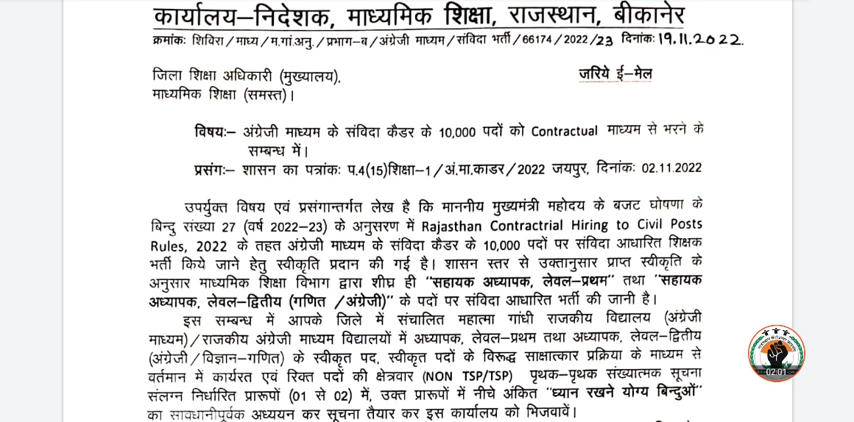 कार्यालय–निदेशक, माध्यमिक शिक्षा, राजस्थान, बीकानेर
क्रमांकः शिविरा/माध्य/म.गां.अनु./प्रभाग–ब/अंग्रेजी माध्यम/संविदा भर्ती/66174/2022/23 दिनांकः 19.11.2022
जिला शिक्षा अधिकारी (मुख्यालय),
जरिये ई–मेल
माध्यमिक शिक्षा (समस्त)।
विषयः– अंग्रेजी माध्यम के संविदा कैडर के 10,000 पदों को Contractual माध्यम से भरने के
सम्बन्ध में।
प्रसंगः– शासन का पत्रांकः प.4(15)शिक्षा–1/अं.मा.काडर/2022 जयपुर, दिनांकः 02.11.2022
उपर्युक्त विषय एवं प्रसंगान्तर्गत लेख है कि माननीय मुख्यमंत्री महोदय के बजट घोषणा के
बिन्दु संख्या 27 (वर्ष 2022–23) के अनुसरण में Rajasthan Contractrial Hiring to Civil Posts
Rules, 2022 के तहत अंग्रेजी माध्यम के संविदा कैडर के 10,000 पदों पर संविदा आधारित शिक्षक
भर्ती किये जाने हेतु स्वीकृति प्रदान की गई है। शासन स्तर से उक्तानुसार प्राप्त स्वीकृति के
अनुसार माध्यमिक शिक्षा विभाग द्वारा शीघ्र ही "सहायक अध्यापक, लेवल–प्रथम" तथा "सहायक
अध्यापक, लेवल–द्वितीय (गणित /अंग्रेजी)" के पदों पर संविदा आधारित भर्ती की जानी है।
इस सम्बन्ध में आपके जिले में संचालित महात्मा गांधी राजकीय विद्यालय (अंग्रेजी
माध्यम)/राजकीय अंग्रेजी माध्यम विद्यालयों में अध्यापक, लेवल–प्रथम तथा अध्यापक, लेवल–द्वितीय
(अंग्रेजी/विज्ञान–गणित) के स्वीकृत पद, स्वीकृत पदों के विरूद्ध साक्षात्कार प्रक्रिया के माध्यम से
वर्तमान में कार्यरत एवं रिक्त पदों की क्षेत्रवार (NON TSP/TSP) पृथक–पृथक संख्यात्मक सूचना
संलग्न निर्धारित प्रारूपों (01 से 02) में, उक्त प्रारूपों में नीचे अंकित "ध्यान रखने योग्य बिन्दुओं"
का सावधानीपूर्वक अध्ययन कर सूचना तैयार कर इस कार्यालय को भिजवावें।
02:01